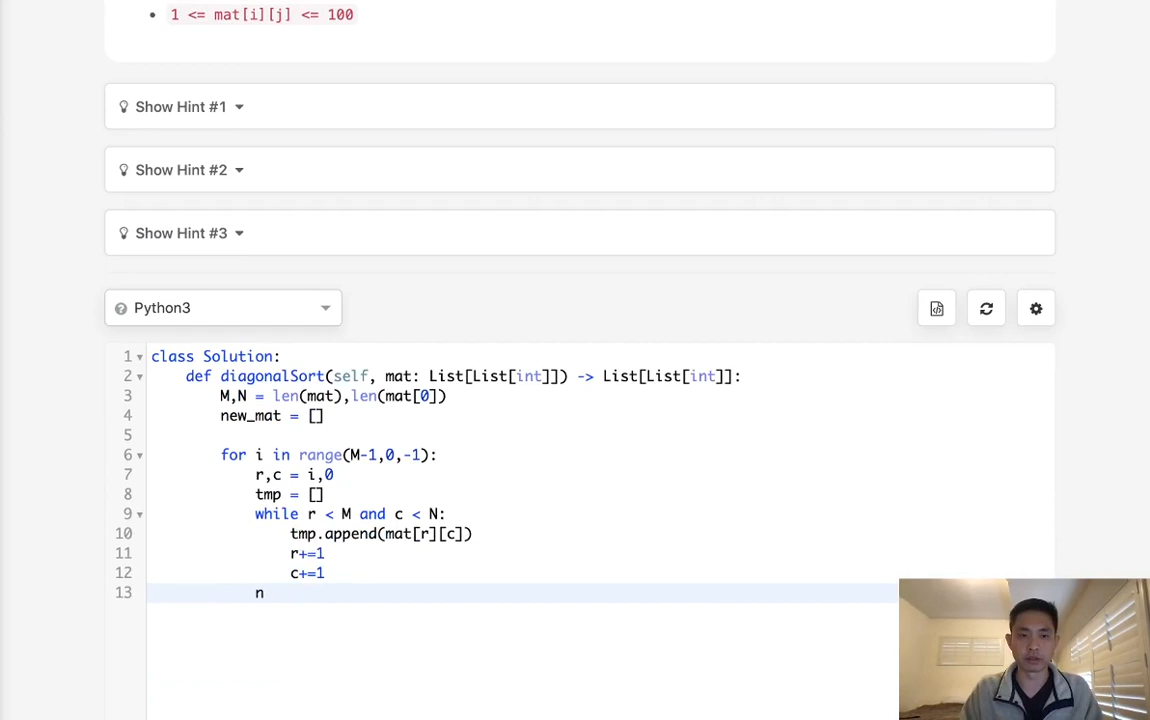 1 <= mat[i][j] <= 100
Show Hint #1
Show Hint #2
Show Hint #3
Python3
1 class Solution:
2     def diagonalSort(self, mat: List[List[int]]) -> List[List[int]]:
3         M,N = len(mat),len(mat[0])
4         new_mat = []
5
6         for i in range(M-1,0,-1):
7             r,c = i,0
8             tmp = []
9             while r < M and c < N:
10                 tmp.append(mat[r][c])
11                 r+=1
12                 c+=1
13             n